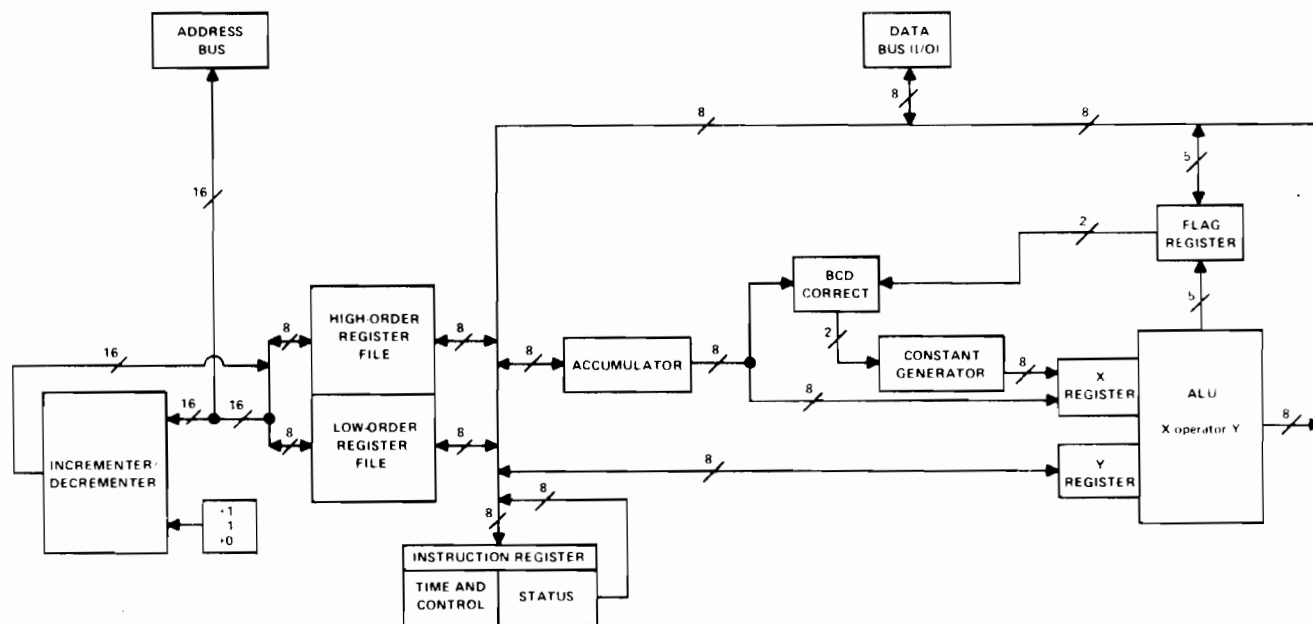 ADDRESS
BUS
DATA
BUS (I/O)
8
8
8
5
16
FLAG
REGISTER
2
BCD
CORRECT
5
2
HIGH-ORDER
REGISTER
FILE
8
8
16
8
ACCUMULATOR
8
CONSTANT
GENERATOR
8
X
REGISTER
ALU
X operator Y
8
8
16
16
LOW-ORDER
REGISTER
FILE
8
8
INCREMENTER/
DECREMENTER
8
Y
REGISTER
+1
1
+0
8
8
INSTRUCTION REGISTER
TIME AND
CONTROL
STATUS